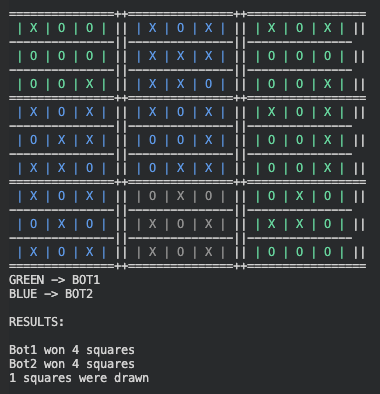 ==================++==================++==================
| X | O | O | || | X | O | X | || | X | O | X | ||
| O | O | O | || | X | X | X | || | O | O | O | ||
| O | O | X | || | X | X | O | || | X | O | X | ||
==================++==================++==================
| X | O | X | || | O | O | X | || | X | O | X | ||
| O | X | O | || | O | O | X | || | X | O | X | ||
| X | X | O | || | O | X | X | || | O | O | O | ||
==================++==================++==================
| X | O | X | || | O | X | O | || | O | X | O | ||
| O | X | O | || | X | O | X | || | X | X | O | ||
| X | O | X | || | X | O | X | || | O | O | O | ||
==================++==================++==================
GREEN -> BOT1
BLUE -> BOT2
RESULTS:
Bot1 won 4 squares
Bot2 won 4 squares
1 squares were drawn